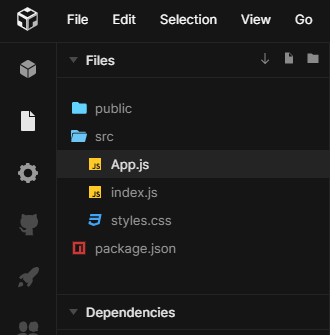 File Edit Selection View Go
Files
public
src
JS App.js
JS index.js
styles.css
package.json
Dependencies